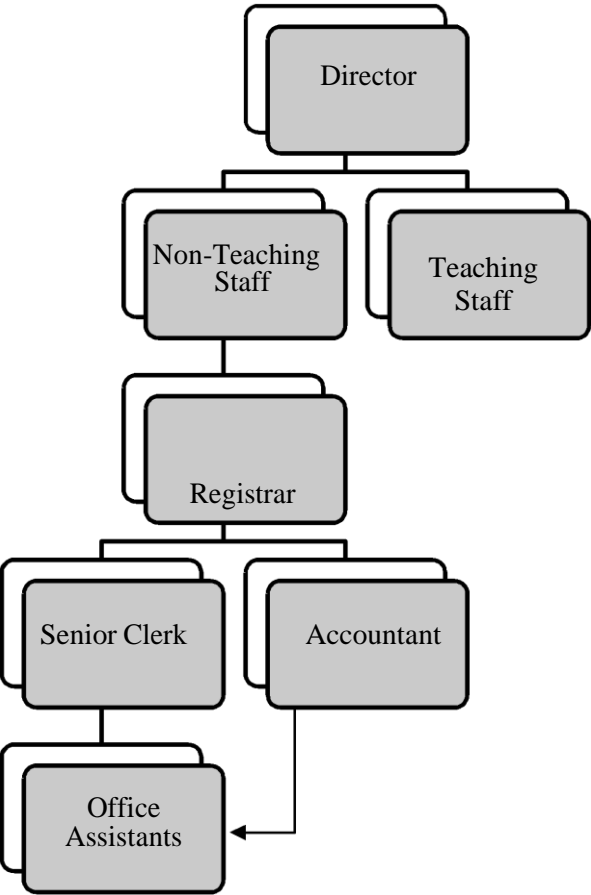 Director
Non-Teaching
Staff
Teaching
Staff
Registrar
Senior Clerk
Accountant
Office
Assistants